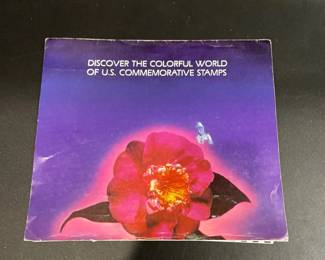 DISCOVER THE COLORFUL WORLD
OF U.S. COMMEMORATIVE STAMPS